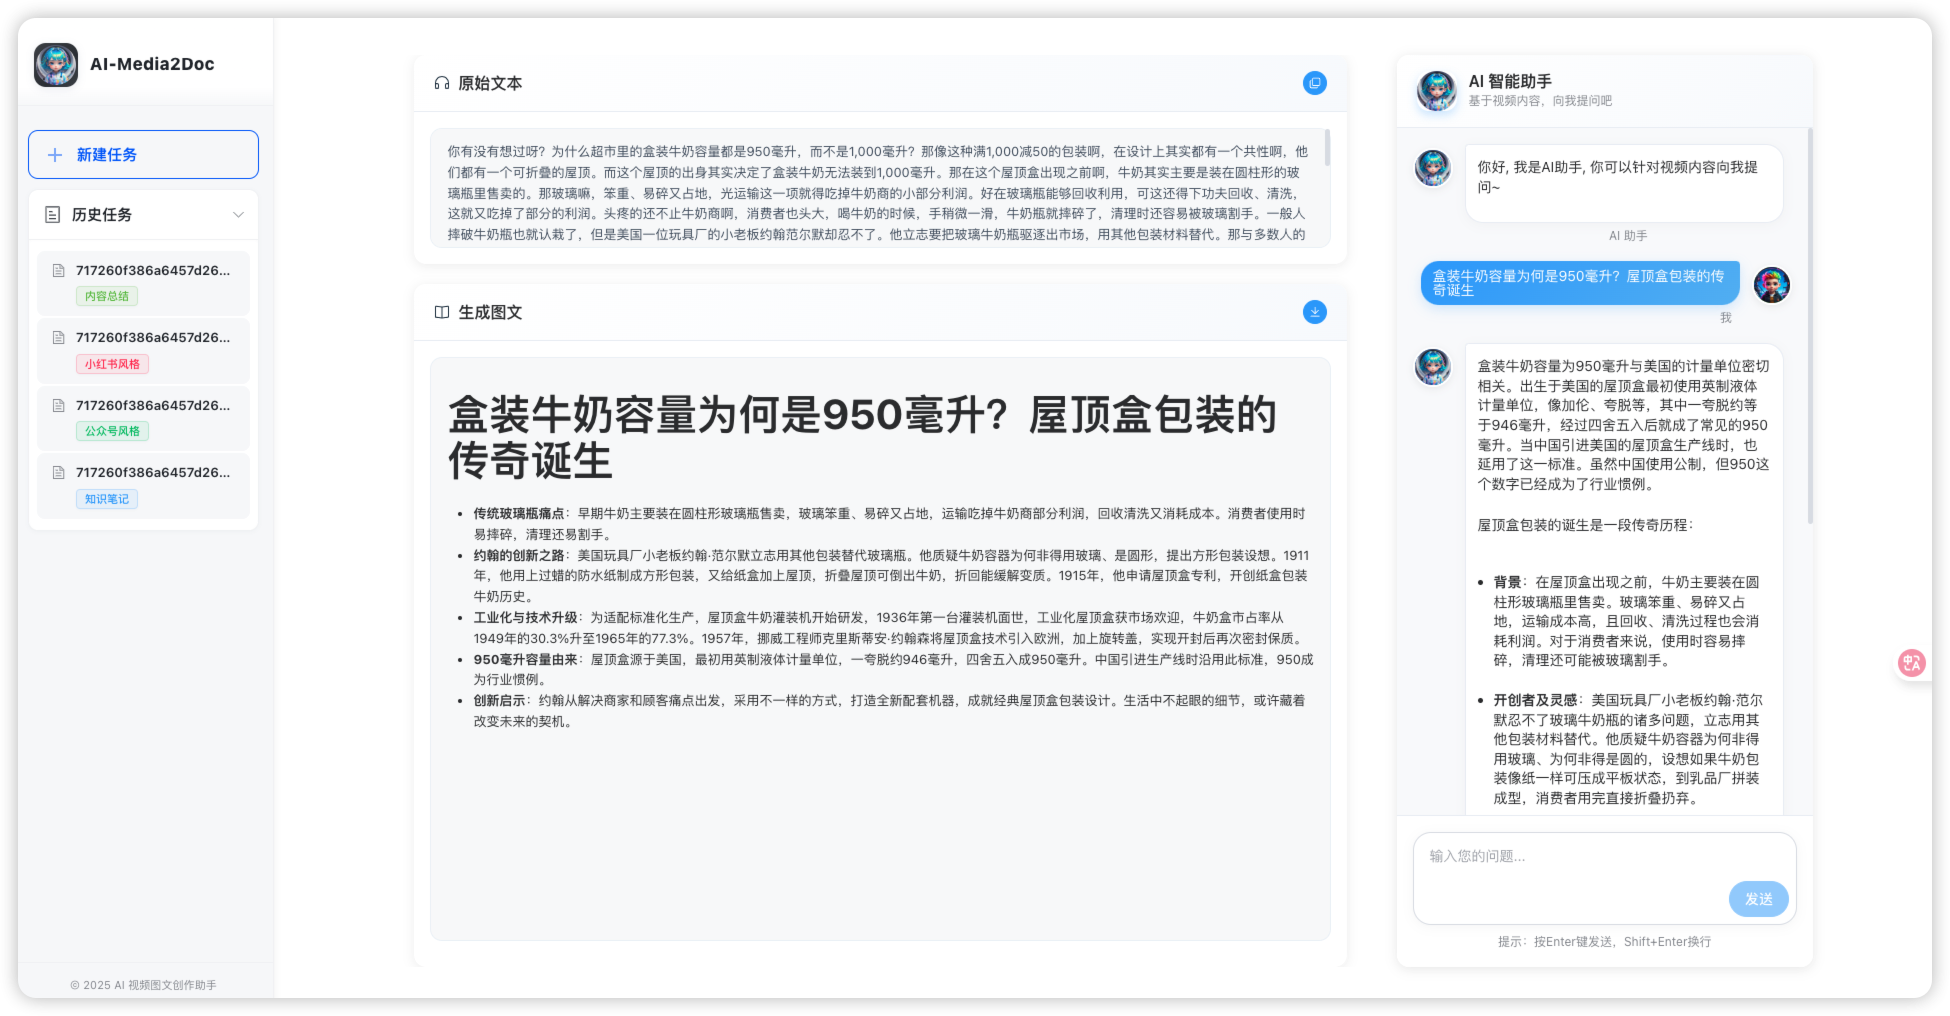 AI-Media2Doc
新建任务
历史任务
717260f386a6457d26...
内容总结
717260f386a6457d26...
小红书风格
717260f386a6457d26...
公众号风格
717260f386a6457d26...
知识笔记
© 2025 AI 视频图文创作助手
原始文本
你有没有想过呀？为什么超市里的盒装牛奶容量都是950毫升，而不是1,000毫升？那像这种满1,000减50的包装啊，在设计上其实都有一个共性啊，他
们都有一个可折叠的屋顶。而这个屋顶的出身其实决定了盒装牛奶无法装到1,000毫升。那在这个屋顶盒出现之前啊，牛奶其实主要是装在圆柱形的玻
璃瓶里售卖的。那玻璃嘛，笨重、易碎又占地，光运输这一项就得吃掉牛奶商的小部分利润。好在玻璃瓶能够回收利用，可这还得下功夫回收、清洗，
这就又吃掉了部分的利润。头疼的还不止牛奶商啊，消费者也头大，喝牛奶的时候，手稍微一滑，牛奶瓶就摔碎了，清理时还容易被玻璃割手。一般人
摔破牛奶瓶也就认栽了，但是美国一位玩具厂的小老板约翰范尔默却忍不了。他立志要把玻璃牛奶瓶驱逐出市场，用其他包装材料替代。那与多数人的
生成图文
盒装牛奶容量为何是950毫升？屋顶盒包装的
传奇诞生
• 传统玻璃瓶痛点：早期牛奶主要装在圆柱形玻璃瓶售卖，玻璃笨重、易碎又占地，运输吃掉牛奶商部分利润，回收清洗又消耗成本。消费者使用时
易摔碎，清理还易割手。
• 约翰的创新之路：美国玩具厂小老板约翰·范尔默立志用其他包装替代玻璃瓶。他质疑牛奶容器为何非得用玻璃、是圆形，提出方形包装设想。1911
年，他用上过蜡的防水纸制成方形包装，又给纸盒加上屋顶，折叠屋顶可倒出牛奶，折回能缓解变质。1915年，他申请屋顶盒专利，开创纸盒包装
牛奶历史。
• 工业化与技术升级：为适配标准化生产，屋顶盒牛奶灌装机开始研发，1936年第一台灌装机面世，工业化屋顶盒获市场欢迎，牛奶盒市占率从
1949年的30.3%升至1965年的77.3%。1957年，挪威工程师克里斯蒂安·约翰森将屋顶盒技术引入欧洲，加上旋转盖，实现开封后再次密封保质。
• 950毫升容量由来：屋顶盒源于美国，最初用英制液体计量单位，一夸脱约946毫升，四舍五入成950毫升。中国引进生产线时沿用此标准，950成
为行业惯例。
• 创新启示：约翰从解决商家和顾客痛点出发，采用不一样的方式，打造全新配套机器，成就经典屋顶盒包装设计。生活中不起眼的细节，或许藏着
改变未来的契机。
AI 智能助手
基于视频内容，向我提问吧
你好, 我是AI助手, 你可以针对视频内容向我提
问~
AI 助手
盒装牛奶容量为何是950毫升？屋顶盒包装的传
奇诞生
我
盒装牛奶容量为950毫升与美国的计量单位密切
相关。出生于美国的屋顶盒最初使用英制液体
计量单位，像加伦、夸脱等，其中一夸脱约等
于946毫升，经过四舍五入后就成了常见的950
毫升。当中国引进美国的屋顶盒生产线时，也
延用了这一标准。虽然中国使用公制，但950这
个数字已经成为了行业惯例。
屋顶盒包装的诞生是一段传奇历程：
• 背景：在屋顶盒出现之前，牛奶主要装在圆
柱形玻璃瓶里售卖。玻璃笨重、易碎又占
地，运输成本高，且回收、清洗过程也会消
耗利润。对于消费者来说，使用时容易摔
碎，清理还可能被玻璃割手。
• 开创者及灵感：美国玩具厂小老板约翰·范尔
默忍不了玻璃牛奶瓶的诸多问题，立志用其
他包装材料替代。他质疑牛奶容器为何非得
用玻璃、为何非得是圆的，设想如果牛奶包
装像纸一样可压成平板状态，到乳品厂拼装
成型，消费者用完直接折叠扔弃。
输入您的问题...
发送
提示：按Enter键发送，Shift+Enter换行